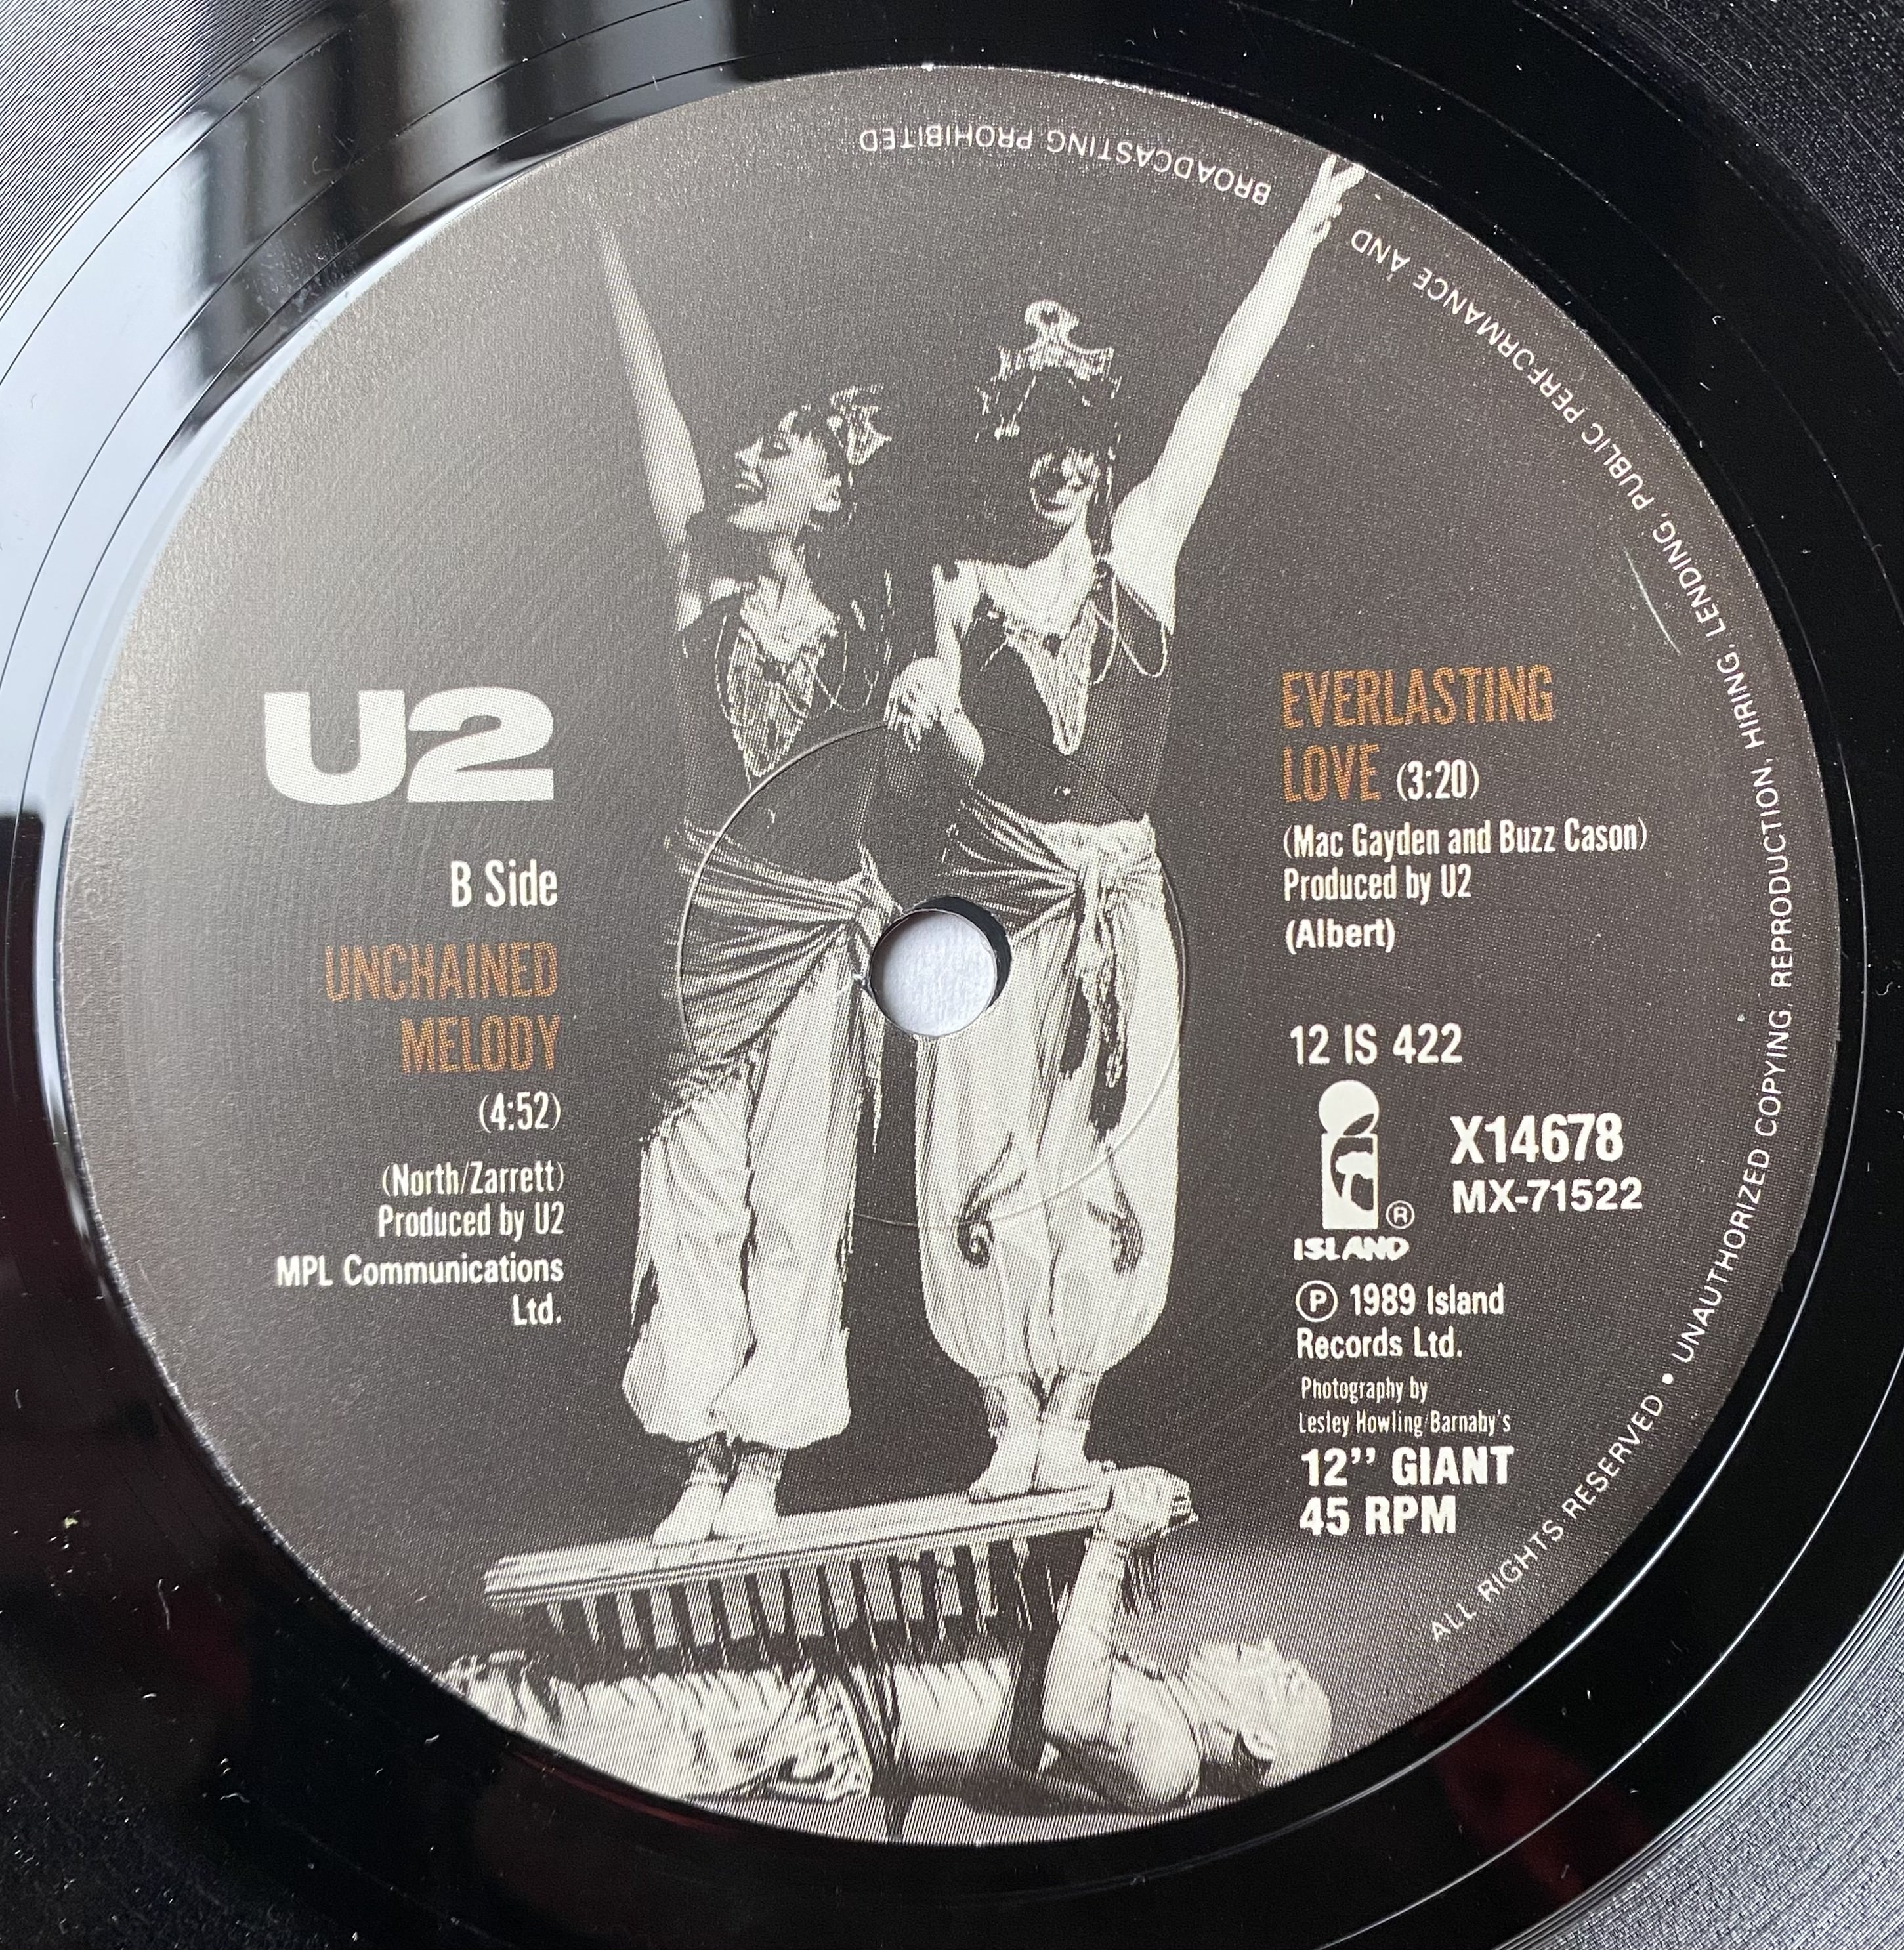 U2
B Side
UNCHAINED
MELODY
(4:52)
(North/Zarrett)
Produced by U2
MPL Communications
Ltd.
EVERLASTING
LOVE (3:20)
(Mac Gayden and Buzz Cason)
Produced by U2
(Albert)
12 IS 422
X14678
MX-71522
®
ISLAND
Ⓟ 1989 Island
Records Ltd.
Photography by
Lesley Howling/Barnaby's
12’’ GIANT
45 RPM
ALL RIGHTS RESERVED • UNAUTHORIZED COPYING, REPRODUCTION, HIRING, LENDING, PUBLIC PERFORMANCE AND BROADCASTING PROHIBITED